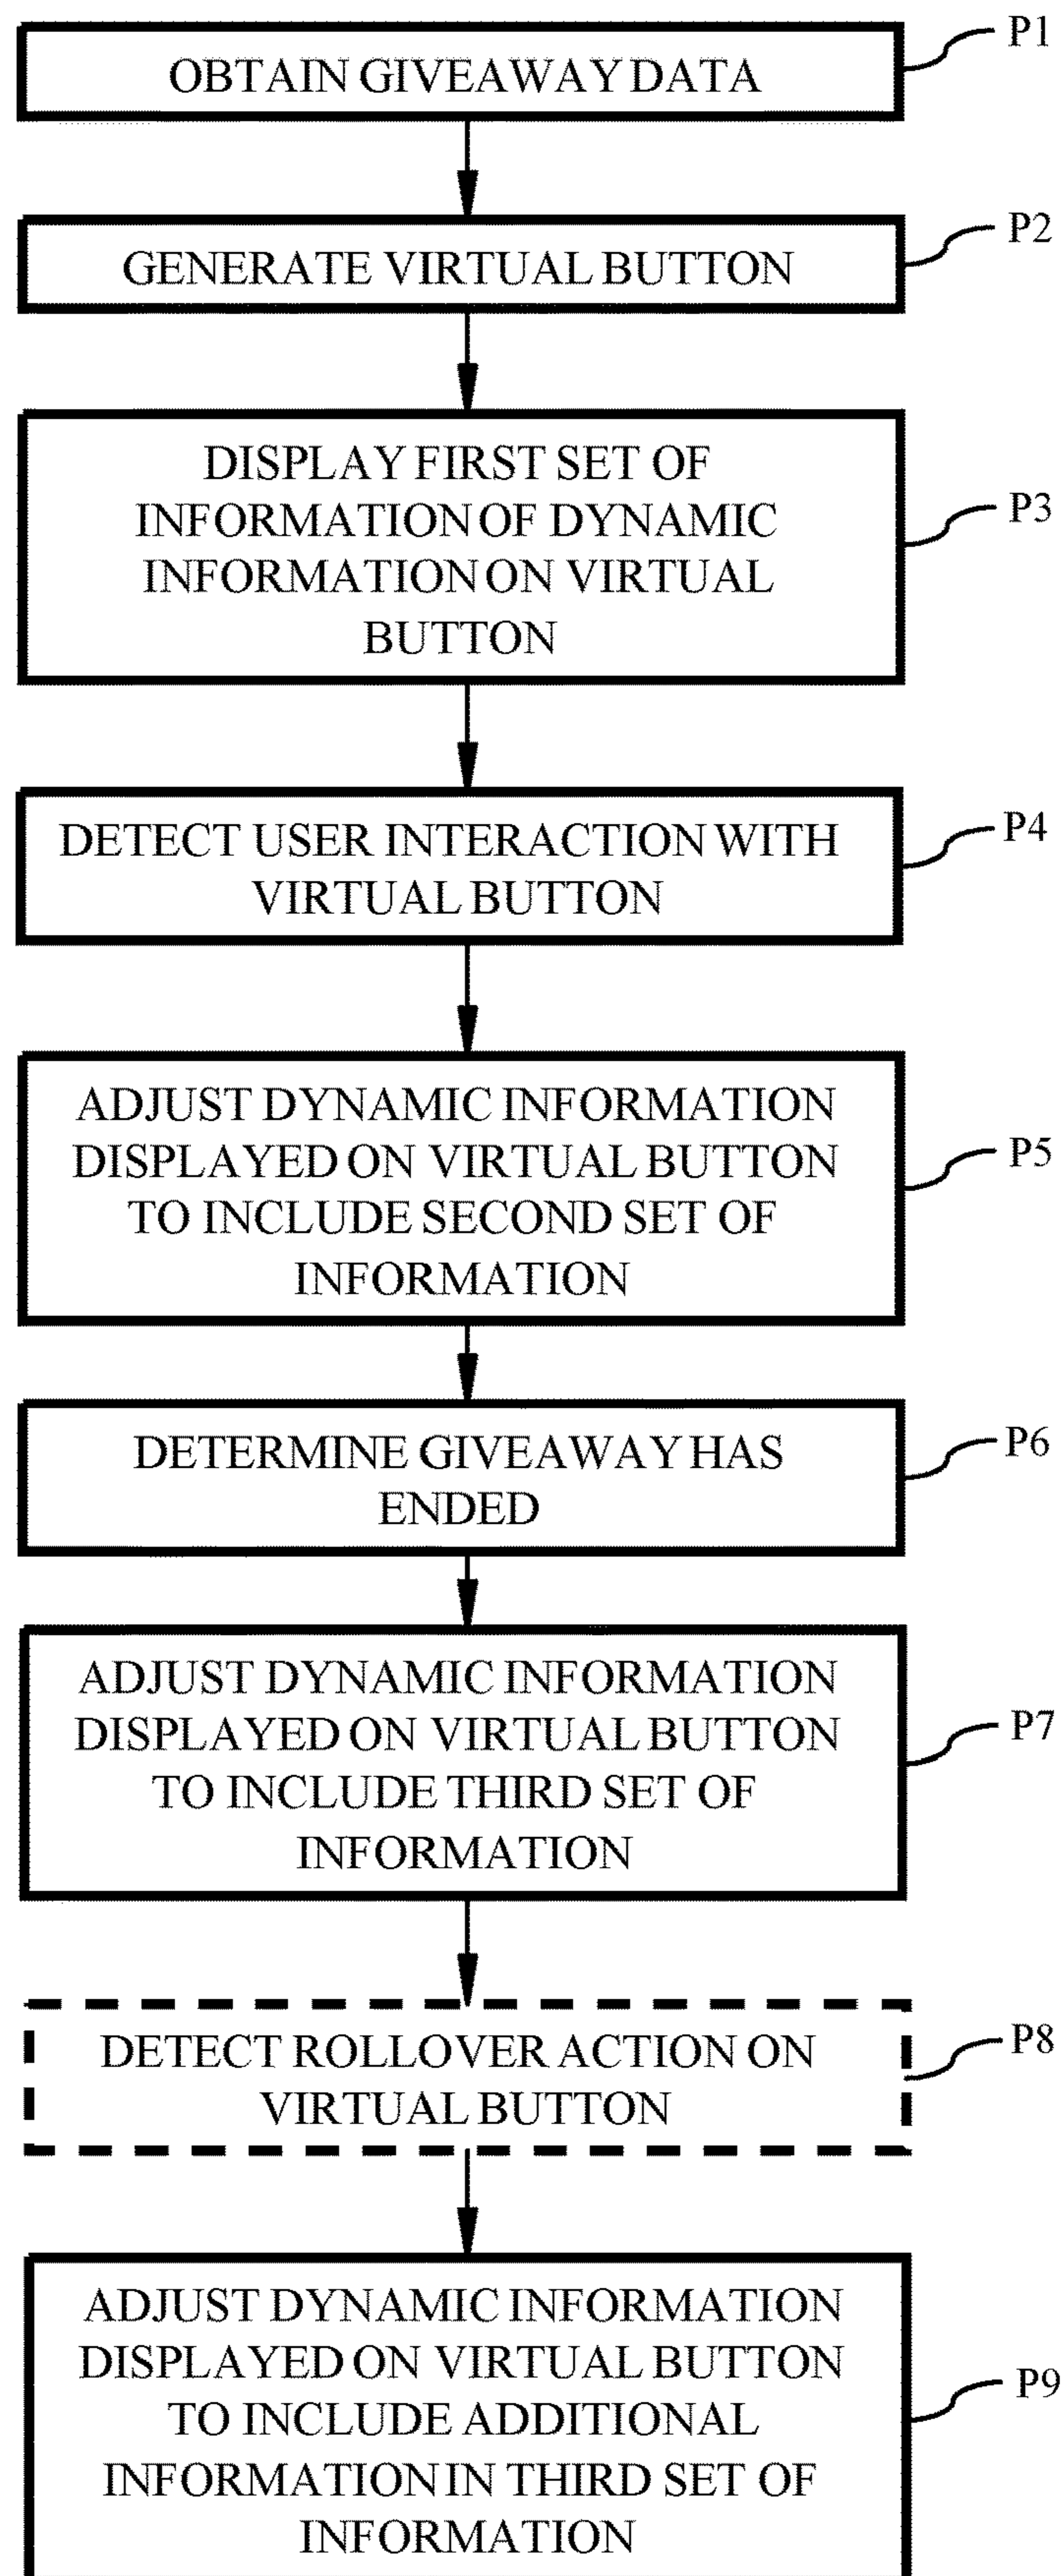 OBTAIN GIVEAWAY DATA
P1
GENERATE VIRTUAL BUTTON
P2
DISPLAY FIRST SET OF
INFORMATION OF DYNAMIC
INFORMATION ON VIRTUAL
BUTTON
P3
DETECT USER INTERACTION WITH
VIRTUAL BUTTON
P4
ADJUST DYNAMIC INFORMATION
DISPLAYED ON VIRTUAL BUTTON
TO INCLUDE SECOND SET OF
INFORMATION
P5
DETERMINE GIVEAWAY HAS
ENDED
P6
ADJUST DYNAMIC INFORMATION
DISPLAYED ON VIRTUAL BUTTON
TO INCLUDE THIRD SET OF
INFORMATION
P7
DETECT ROLLOVER ACTION ON
VIRTUAL BUTTON
P8
ADJUST DYNAMIC INFORMATION
DISPLAYED ON VIRTUAL BUTTON
TO INCLUDE ADDITIONAL
INFORMATION IN THIRD SET OF
INFORMATION
P9